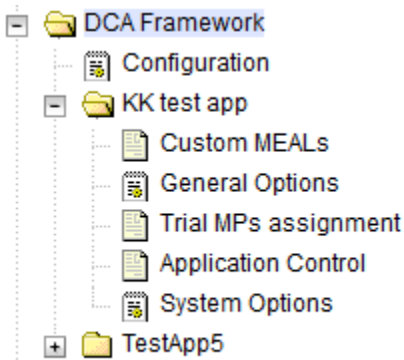 DCA Framework
Configuration
KK test app
Custom MEALs
General Options
Trial MPs assignment
Application Control
System Options
TestApp5